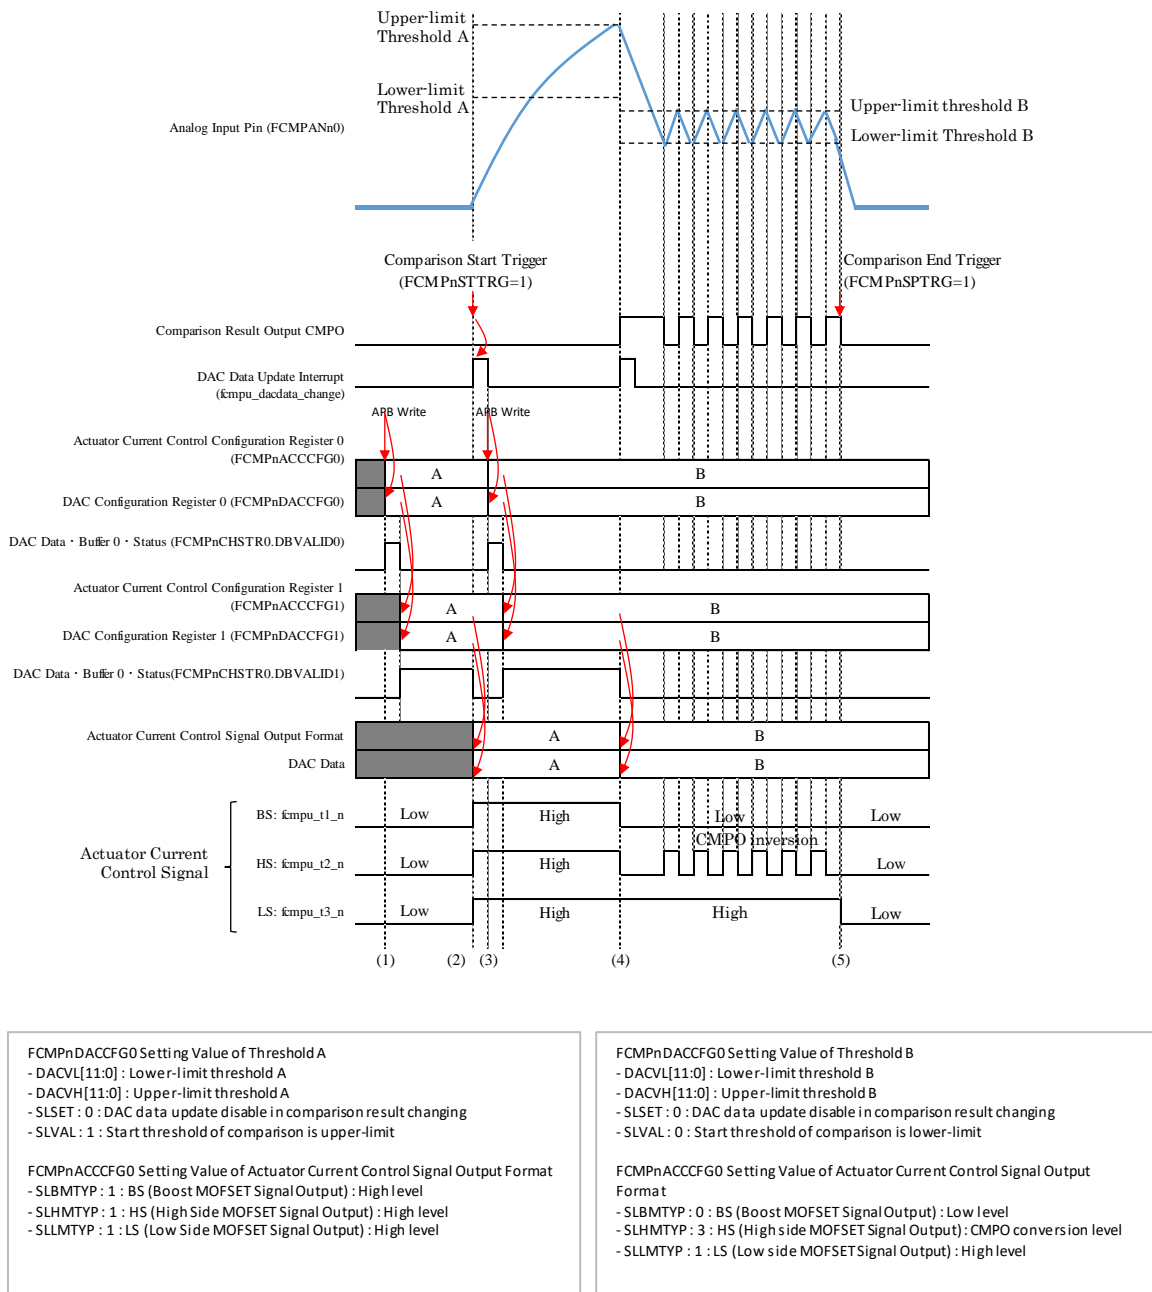 Upper-limit
Threshold A
Lower-limit
Threshold A
Upper-limit threshold B
Analog Input Pin (FCMPANn0)
Lower-limit Threshold B
Comparison Start Trigger
(FCMPnSTTRG=1)
Comparison End Trigger
(FCMPnSPTRG=1)
Comparison Result Output CMPO
DAC Data Update Interrupt
(fcmpu_dacdata_change)
APB Write
APB Write
Actuator Current Control Configuration Register 0
(FCMPnACCCFG0)
A
B
DAC Configuration Register 0 (FCMPnDACCFG0)
A
B
DAC Data・Buffer 0・Status (FCMPnCHSTR0.DBVALID0)
Actuator Current Control Configuration Register 1
(FCMPnACCCFG1)
A
B
DAC Configuration Register 1 (FCMPnDACCFG1)
A
B
DAC Data・Buffer 0・Status(FCMPnCHSTR0.DBVALID1)
Actuator Current Control Signal Output Format
A
B
DAC Data
A
B
Actuator Current
Control Signal
BS: fcmpu_t1_n
Low
High
Low
Low
CMPO inversion
HS: fcmpu_t2_n
Low
High
Low
LS: fcmpu_t3_n
Low
High
High
Low
(1)
(2)
(3)
(4)
(5)
FCMPnDACCFG0 Setting Value of Threshold A
- DACVL[11:0] : Lower-limit threshold A
- DACVH[11:0] : Upper-limit threshold A
- SLSET : 0 : DAC data update disable in comparison result changing
- SLVAL : 1 : Start threshold of comparison is upper-limit
FCMPnACCCFG0 Setting Value of Actuator Current Control Signal Output Format
- SLBMTYP : 1 : BS (Boost MOFSET Signal Output) : High level
- SLHMTYP : 1 : HS (High Side MOFSET Signal Output) : High level
- SLLMTYP : 1 : LS (Low Side MOFSET Signal Output) : High level
FCMPnDACCFG0 Setting Value of Threshold B
- DACVL[11:0] : Lower-limit threshold B
- DACVH[11:0] : Upper-limit threshold B
- SLSET : 0 : DAC data update disable in comparison result changing
- SLVAL : 0 : Start threshold of comparison is lower-limit
FCMPnACCCFG0 Setting Value of Actuator Current Control Signal Output
Format
- SLBMTYP : 0 : BS (Boost MOFSET Signal Output) : Low level
- SLHMTYP : 3 : HS (High side MOFSET Signal Output) : CMPO conversion level
- SLLMTYP : 1 : LS (Low side MOFSET Signal Output) : High level